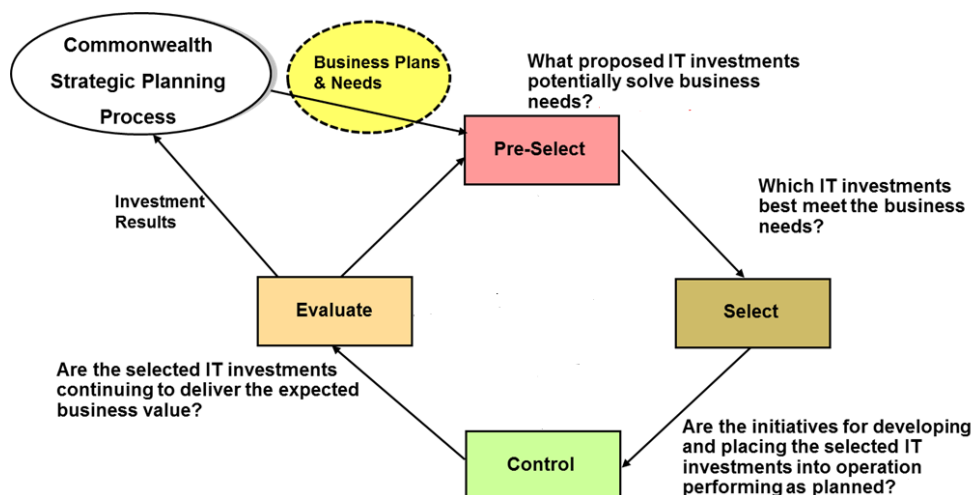 Commonwealth
Strategic Planning
Process
Business Plans
& Needs
What proposed IT investments
potentially solve business
needs?
Pre-Select
Which IT investments
best meet the business
needs?
Investment
Results
Evaluate
Select
Are the selected IT investments
continuing to deliver the expected
business value?
Are the initiatives for developing
and placing the selected IT
investments into operation
performing as planned?
Control